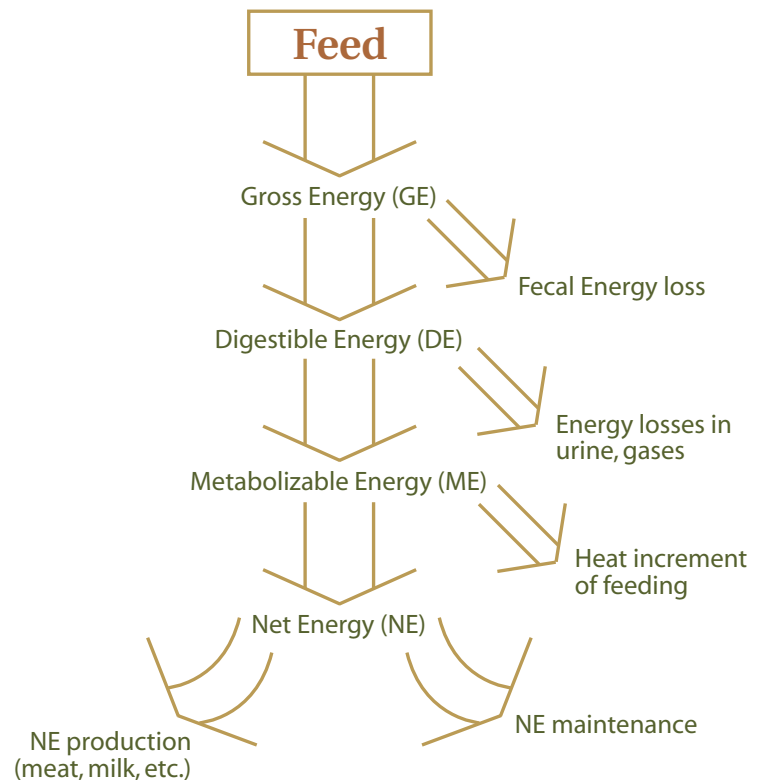 Feed
Gross Energy (GE)
Fecal Energy loss
Digestible Energy (DE)
Energy losses in
urine, gases
Metabolizable Energy (ME)
Heat increment
of feeding
Net Energy (NE)
NE production
(meat, milk, etc.)
NE maintenance